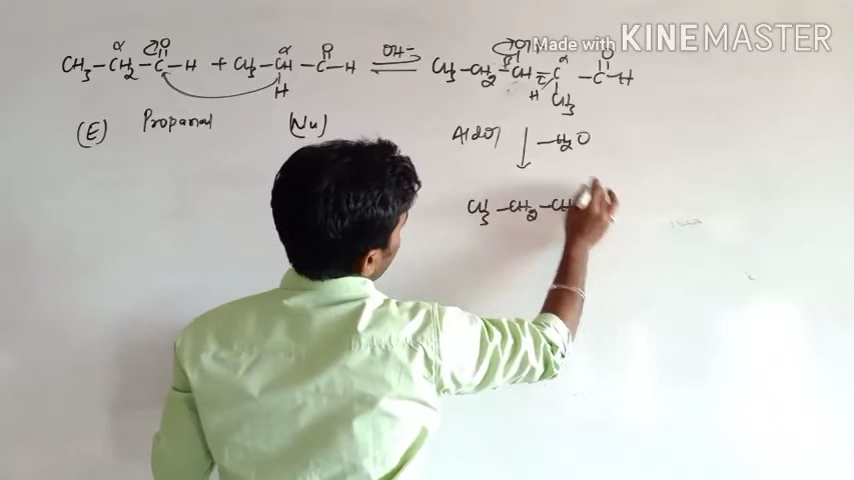 Made with KINEMASTER
α α O O OH⁻ OH α O
CH₃–CH₂–C–H + CH₃–CH–C–H ⇌ CH₃–CH₂–CH–C–C–H
H H CH₃
(E) Propanal (Nu) Aldol –H₂O
CH₃–CH₂–CH